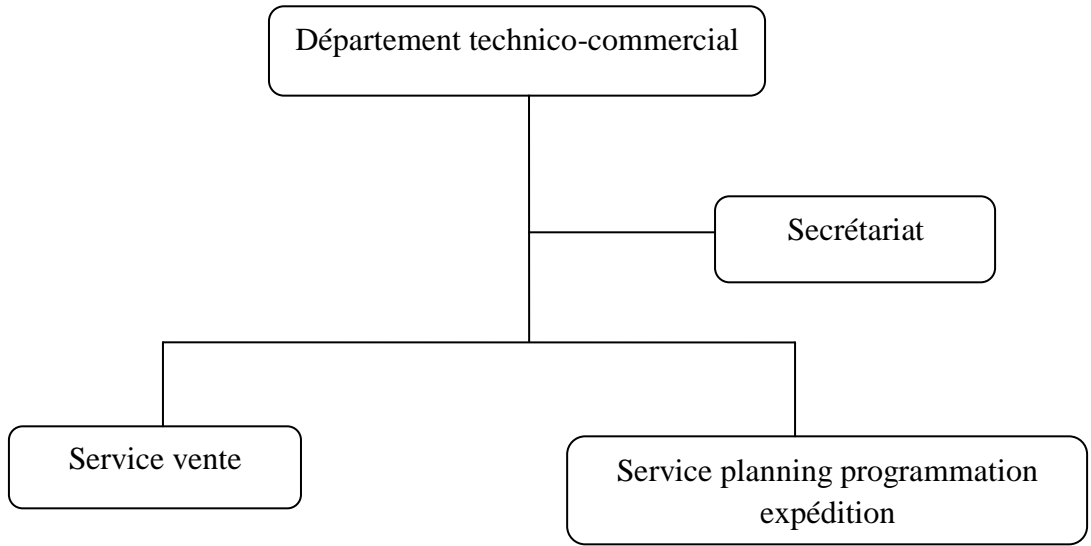 Département technico-commercial
Secrétariat
Service vente
Service planning programmation
expédition